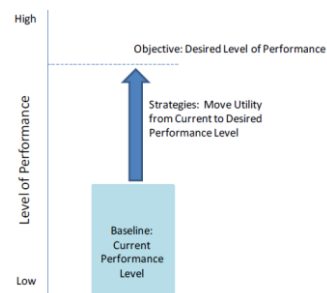 High
Objective: Desired Level of Performance
Strategies: Move Utility
from Current to Desired
Performance Level
Level of Performance
Baseline:
Current
Performance
Level
Low